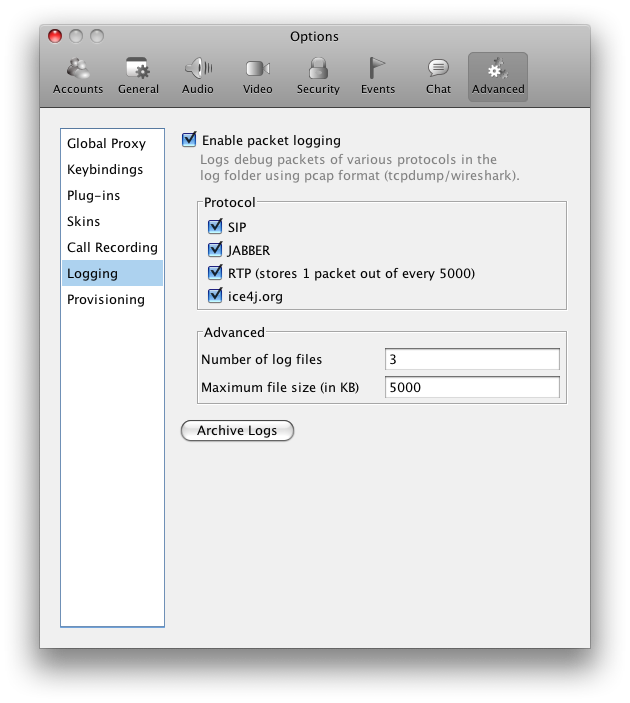 Options
Accounts General Audio Video Security Events Chat Advanced
Global Proxy
Keybindings
Plug-ins
Skins
Call Recording
Logging
Provisioning
Enable packet logging
Logs debug packets of various protocols in the
log folder using pcap format (tcpdump/wireshark).
Protocol
SIP
JABBER
RTP (stores 1 packet out of every 5000)
ice4j.org
Advanced
Number of log files 3
Maximum file size (in KB) 5000
Archive Logs